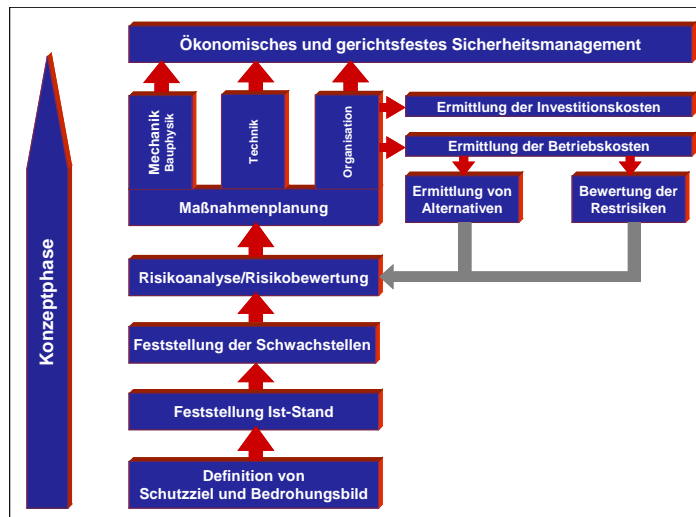 Ökonomisches und gerichtsfestes Sicherheitsmanagement
Mechanik
Bauphysik
Technik
Organisation
Ermittlung der Investitionskosten
Ermittlung der Betriebskosten
Ermittlung von
Alternativen
Bewertung der
Restrisiken
Maßnahmenplanung
Risikoanalyse/Risikobewertung
Feststellung der Schwachstellen
Feststellung Ist-Stand
Definition von
Schutzziel und Bedrohungsbild
Konzeptphase